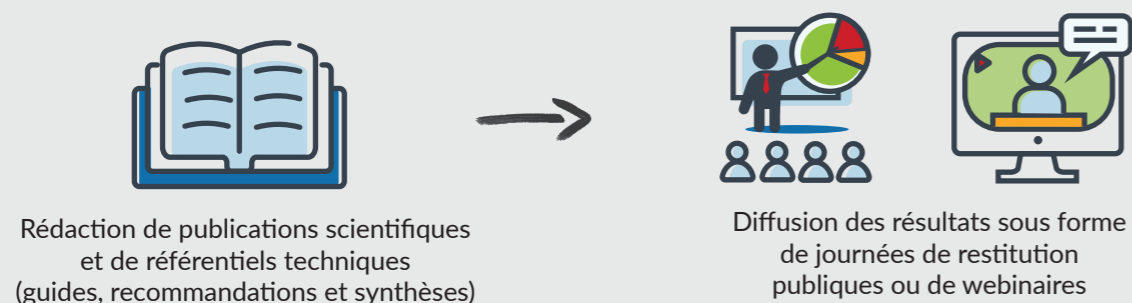 Rédaction de publications scientifiques
et de référentiels techniques
(guides, recommandations et synthèses)
Diffusion des résultats sous forme
de journées de restitution
publiques ou de webinaires